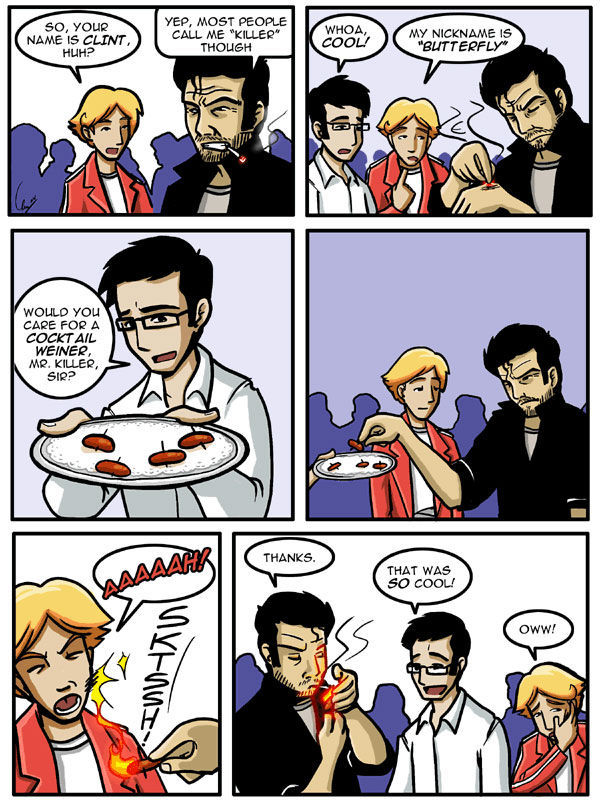 SO, YOUR
NAME IS CLINT,
HUH?
YEP, MOST PEOPLE
CALL ME "KILLER"
THOUGH
WHOA,
COOL!
MY NICKNAME IS
"BUTTERFLY"
WOULD YOU
CARE FOR A
COCKTAIL
WEINER,
MR. KILLER,
SIR?
AAAAAH!
SKTSSH!
THANKS.
THAT WAS
SO COOL!
OWW!